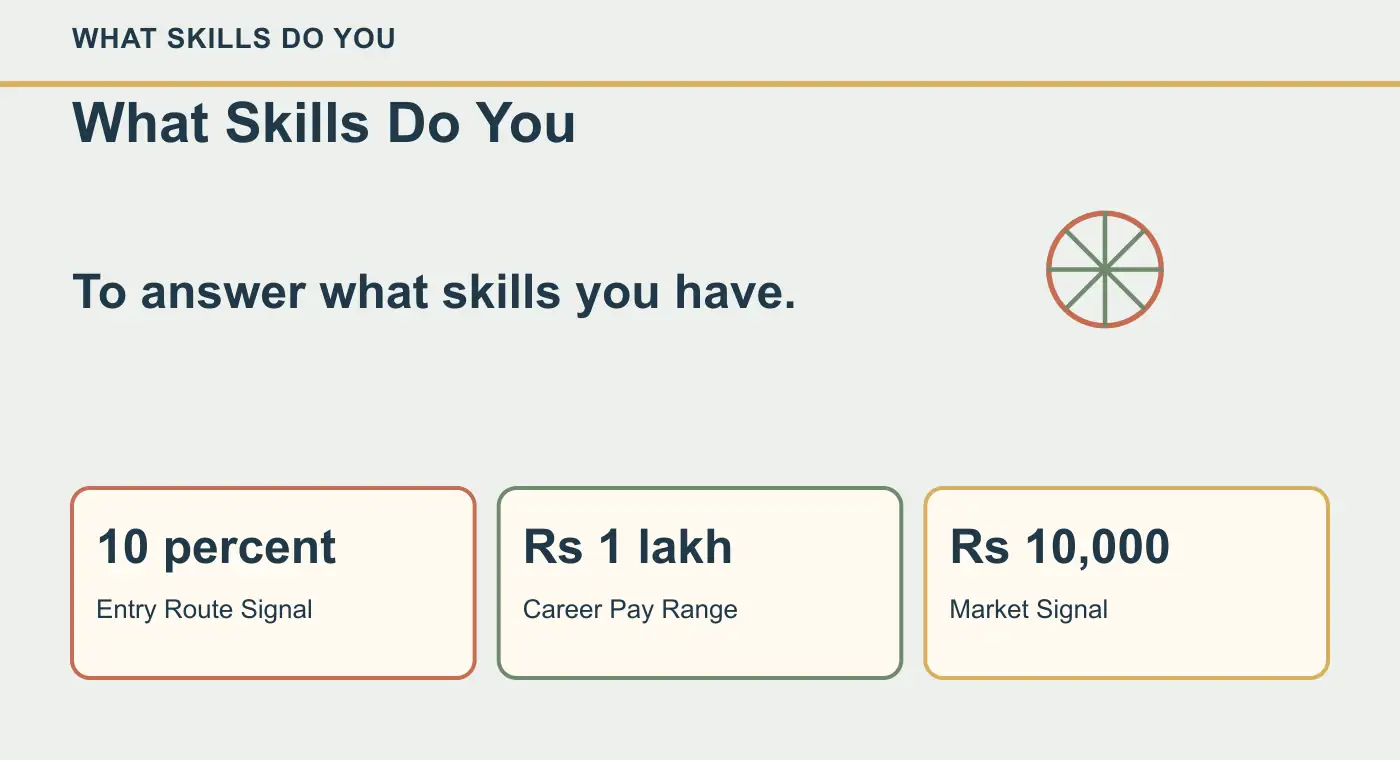 WHAT SKILLS DO YOU
What Skills Do You
To answer what skills you have.
10 percent
Entry Route Signal
Rs 1 lakh
Career Pay Range
Rs 10,000
Market Signal